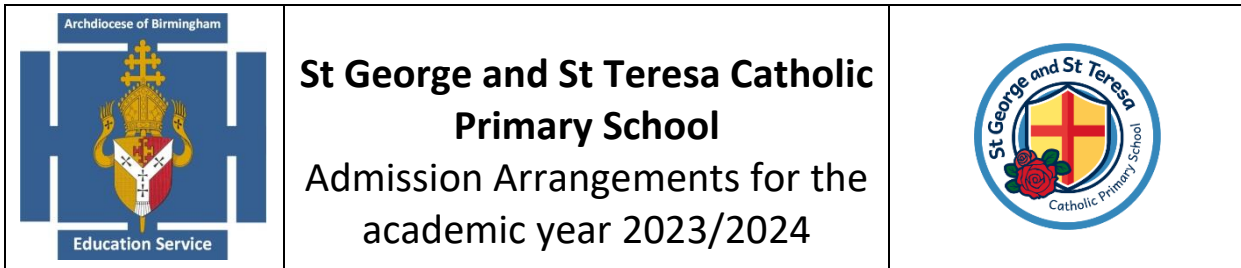 Archdiocese of Birmingham
Education Service
St George and St Teresa Catholic
Primary School
Admission Arrangements for the
academic year 2023/2024
St George and St Teresa
Catholic Primary School